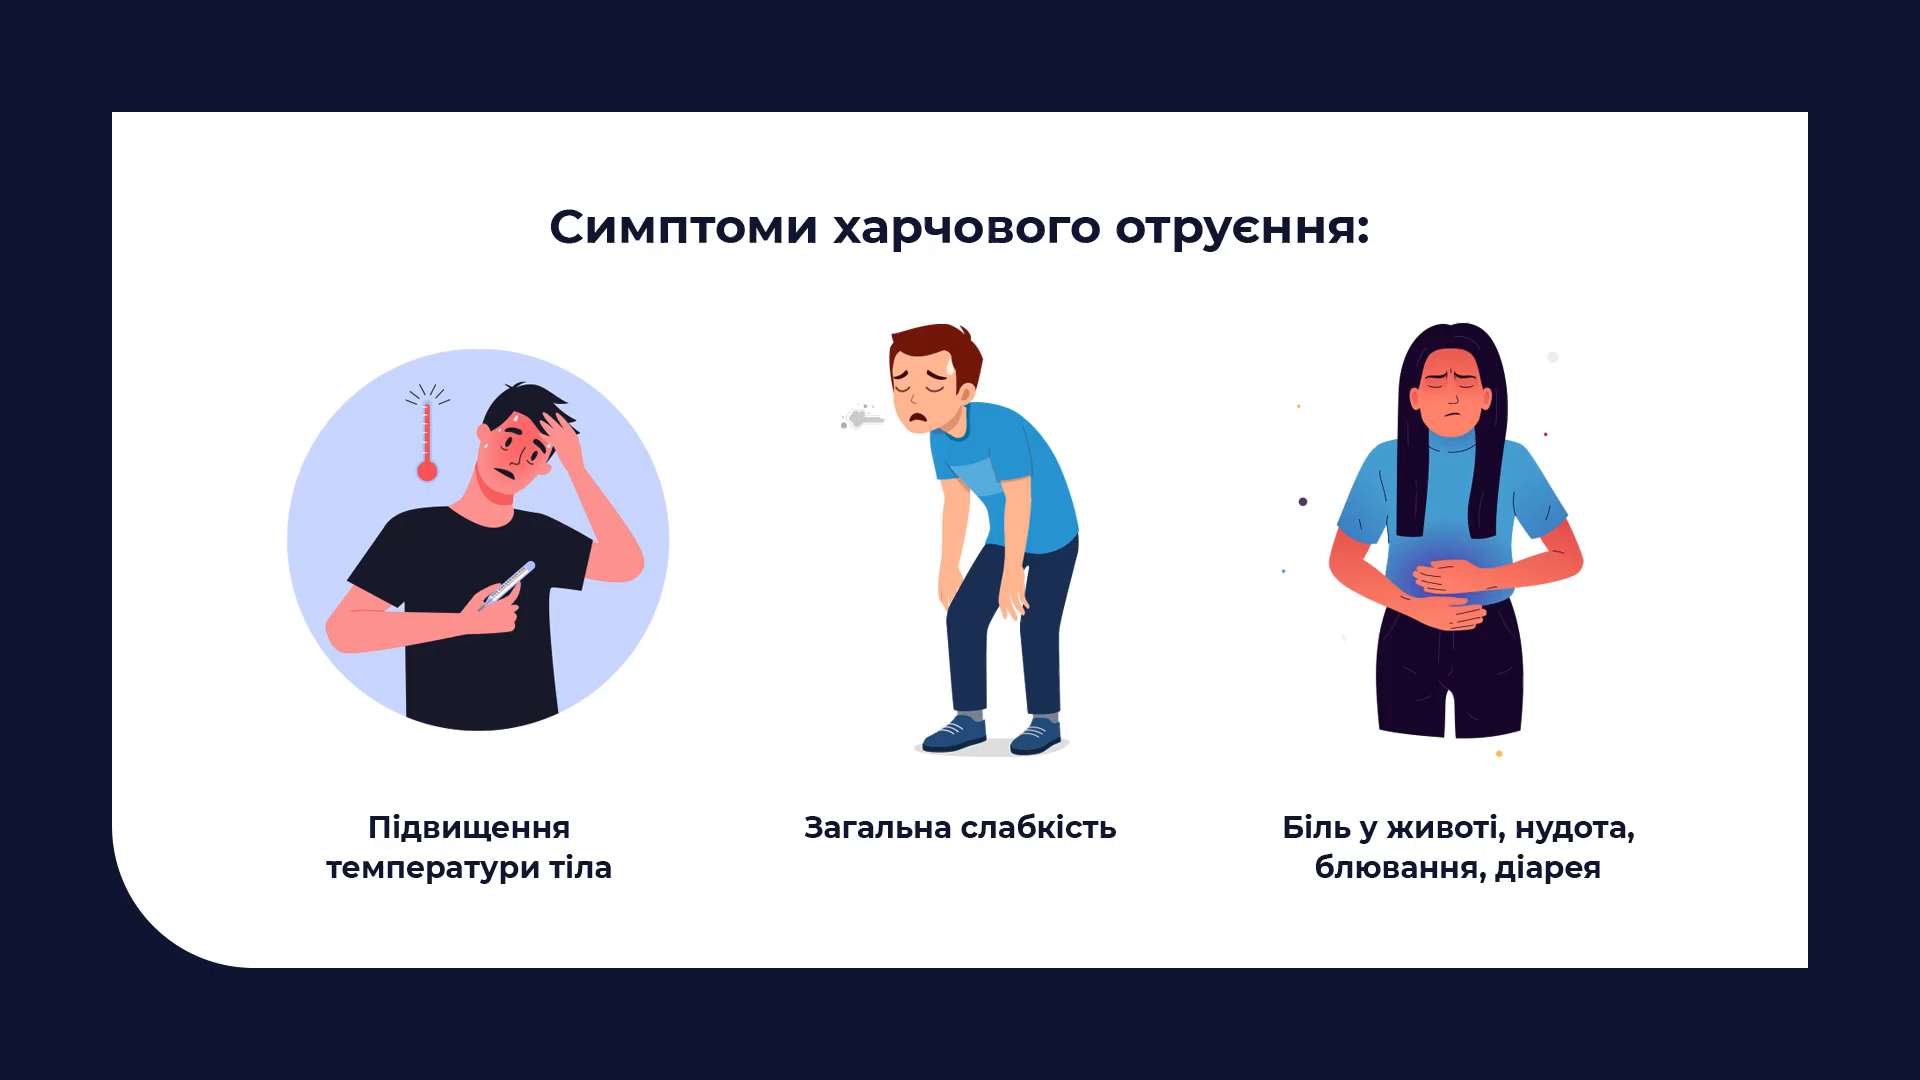 Симптоми харчового отруєння:
Підвищення
температури тіла
Загальна слабкість
Біль у животі, нудота,
блювання, діарея